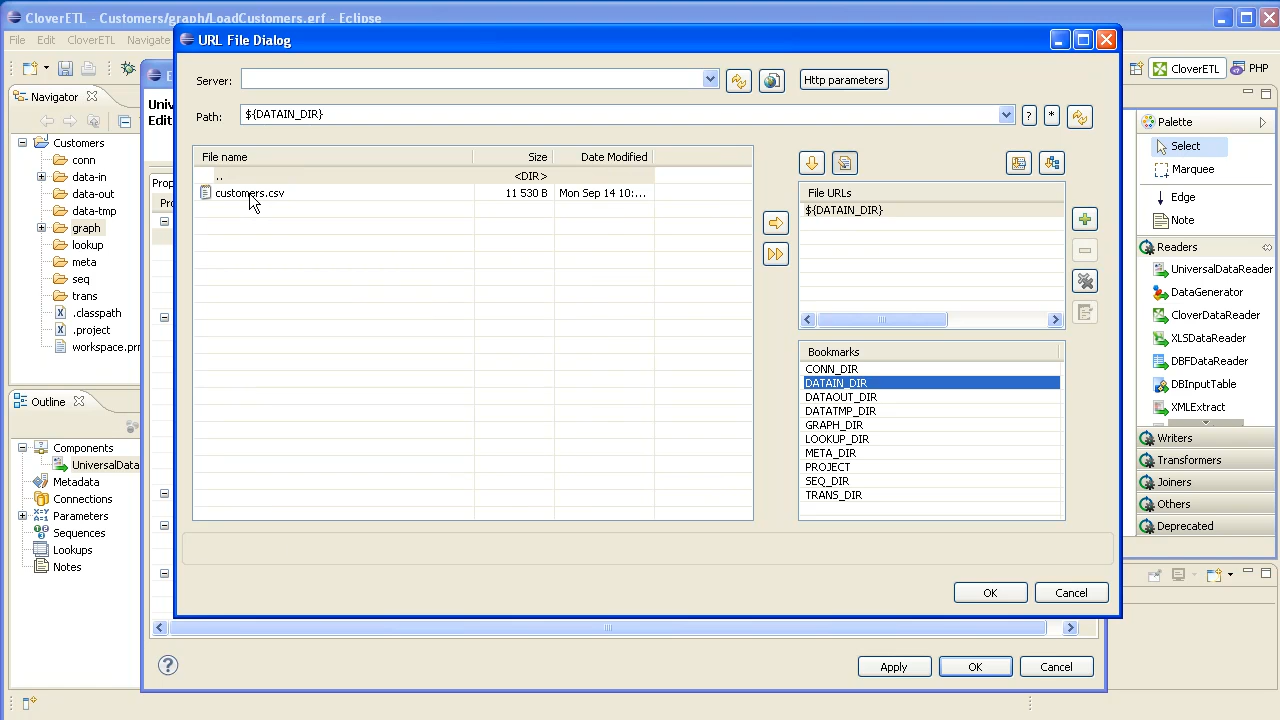 CloverETL - Customers/graph/LoadCustomers.grf - Eclipse
File Edit CloverETL Navigate
URL File Dialog
Server:
Http parameters
Path: ${DATAIN_DIR}
? *
File name Size Date Modified
.. <DIR>
customers.csv 11 530 B Mon Sep 14 10:...
File URLs
${DATAIN_DIR}
Bookmarks
CONN_DIR
DATAIN_DIR
DATAOUT_DIR
DATATMP_DIR
GRAPH_DIR
LOOKUP_DIR
META_DIR
PROJECT
SEQ_DIR
TRANS_DIR
OK Cancel
Navigator
Customers
conn
data-in
data-out
data-tmp
graph
lookup
meta
seq
trans
.classpath
.project
workspace.prm
Outline
Components
UniversalData
Metadata
Connections
Parameters
Sequences
Lookups
Notes
E
Univ
Edit
Prop
Pr
? Apply OK Cancel
CloverETL PHP
Palette
Select
Marquee
Edge
Note
Readers
UniversalDataReader
DataGenerator
CloverDataReader
XLSDataReader
DBFDataReader
DBInputTable
XMLExtract
Writers
Transformers
Joiners
Others
Deprecated